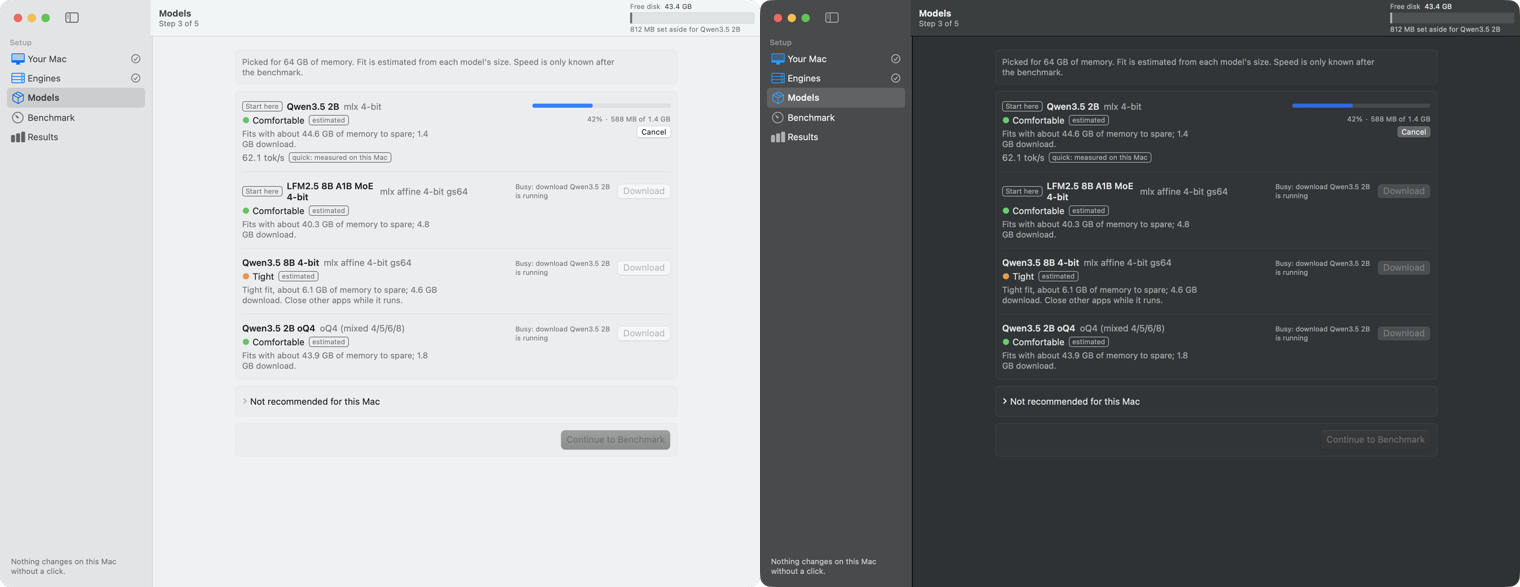 Models
Step 3 of 5
Free disk 43.4 GB
812 MB set aside for Qwen3.5 2B
Setup
Your Mac
Engines
Models
Benchmark
Results
Picked for 64 GB of memory. Fit is estimated from each model's size. Speed is only known after
the benchmark.
Start here Qwen3.5 2B mlx 4-bit
Comfortable estimated
Fits with about 44.6 GB of memory to spare; 1.4
GB download.
62.1 tok/s quick: measured on this Mac
42% · 588 MB of 1.4 GB
Cancel
Start here LFM2.5 8B A1B MoE
4-bit
mlx affine 4-bit gs64
Comfortable estimated
Fits with about 40.3 GB of memory to spare; 4.8
GB download.
Busy: download Qwen3.5 2B
is running
Download
Qwen3.5 8B 4-bit mlx affine 4-bit gs64
Tight estimated
Tight fit, about 6.1 GB of memory to spare; 4.6 GB
download. Close other apps while it runs.
Busy: download Qwen3.5 2B
is running
Download
Qwen3.5 2B oQ4 oQ4 (mixed 4/5/6/8)
Comfortable estimated
Fits with about 43.9 GB of memory to spare; 1.8
GB download.
Busy: download Qwen3.5 2B
is running
Download
Not recommended for this Mac
Continue to Benchmark
Nothing changes on this Mac
without a click.
Models
Step 3 of 5
Free disk 43.4 GB
812 MB set aside for Qwen3.5 2B
Setup
Your Mac
Engines
Models
Benchmark
Results
Picked for 64 GB of memory. Fit is estimated from each model's size. Speed is only known after
the benchmark.
Start here Qwen3.5 2B mlx 4-bit
Comfortable estimated
Fits with about 44.6 GB of memory to spare; 1.4
GB download.
62.1 tok/s quick: measured on this Mac
42% · 588 MB of 1.4 GB
Cancel
Start here LFM2.5 8B A1B MoE
4-bit
mlx affine 4-bit gs64
Comfortable estimated
Fits with about 40.3 GB of memory to spare; 4.8
GB download.
Busy: download Qwen3.5 2B
is running
Download
Qwen3.5 8B 4-bit mlx affine 4-bit gs64
Tight estimated
Tight fit, about 6.1 GB of memory to spare; 4.6 GB
download. Close other apps while it runs.
Busy: download Qwen3.5 2B
is running
Download
Qwen3.5 2B oQ4 oQ4 (mixed 4/5/6/8)
Comfortable estimated
Fits with about 43.9 GB of memory to spare; 1.8
GB download.
Busy: download Qwen3.5 2B
is running
Download
Not recommended for this Mac
Continue to Benchmark
Nothing changes on this Mac
without a click.